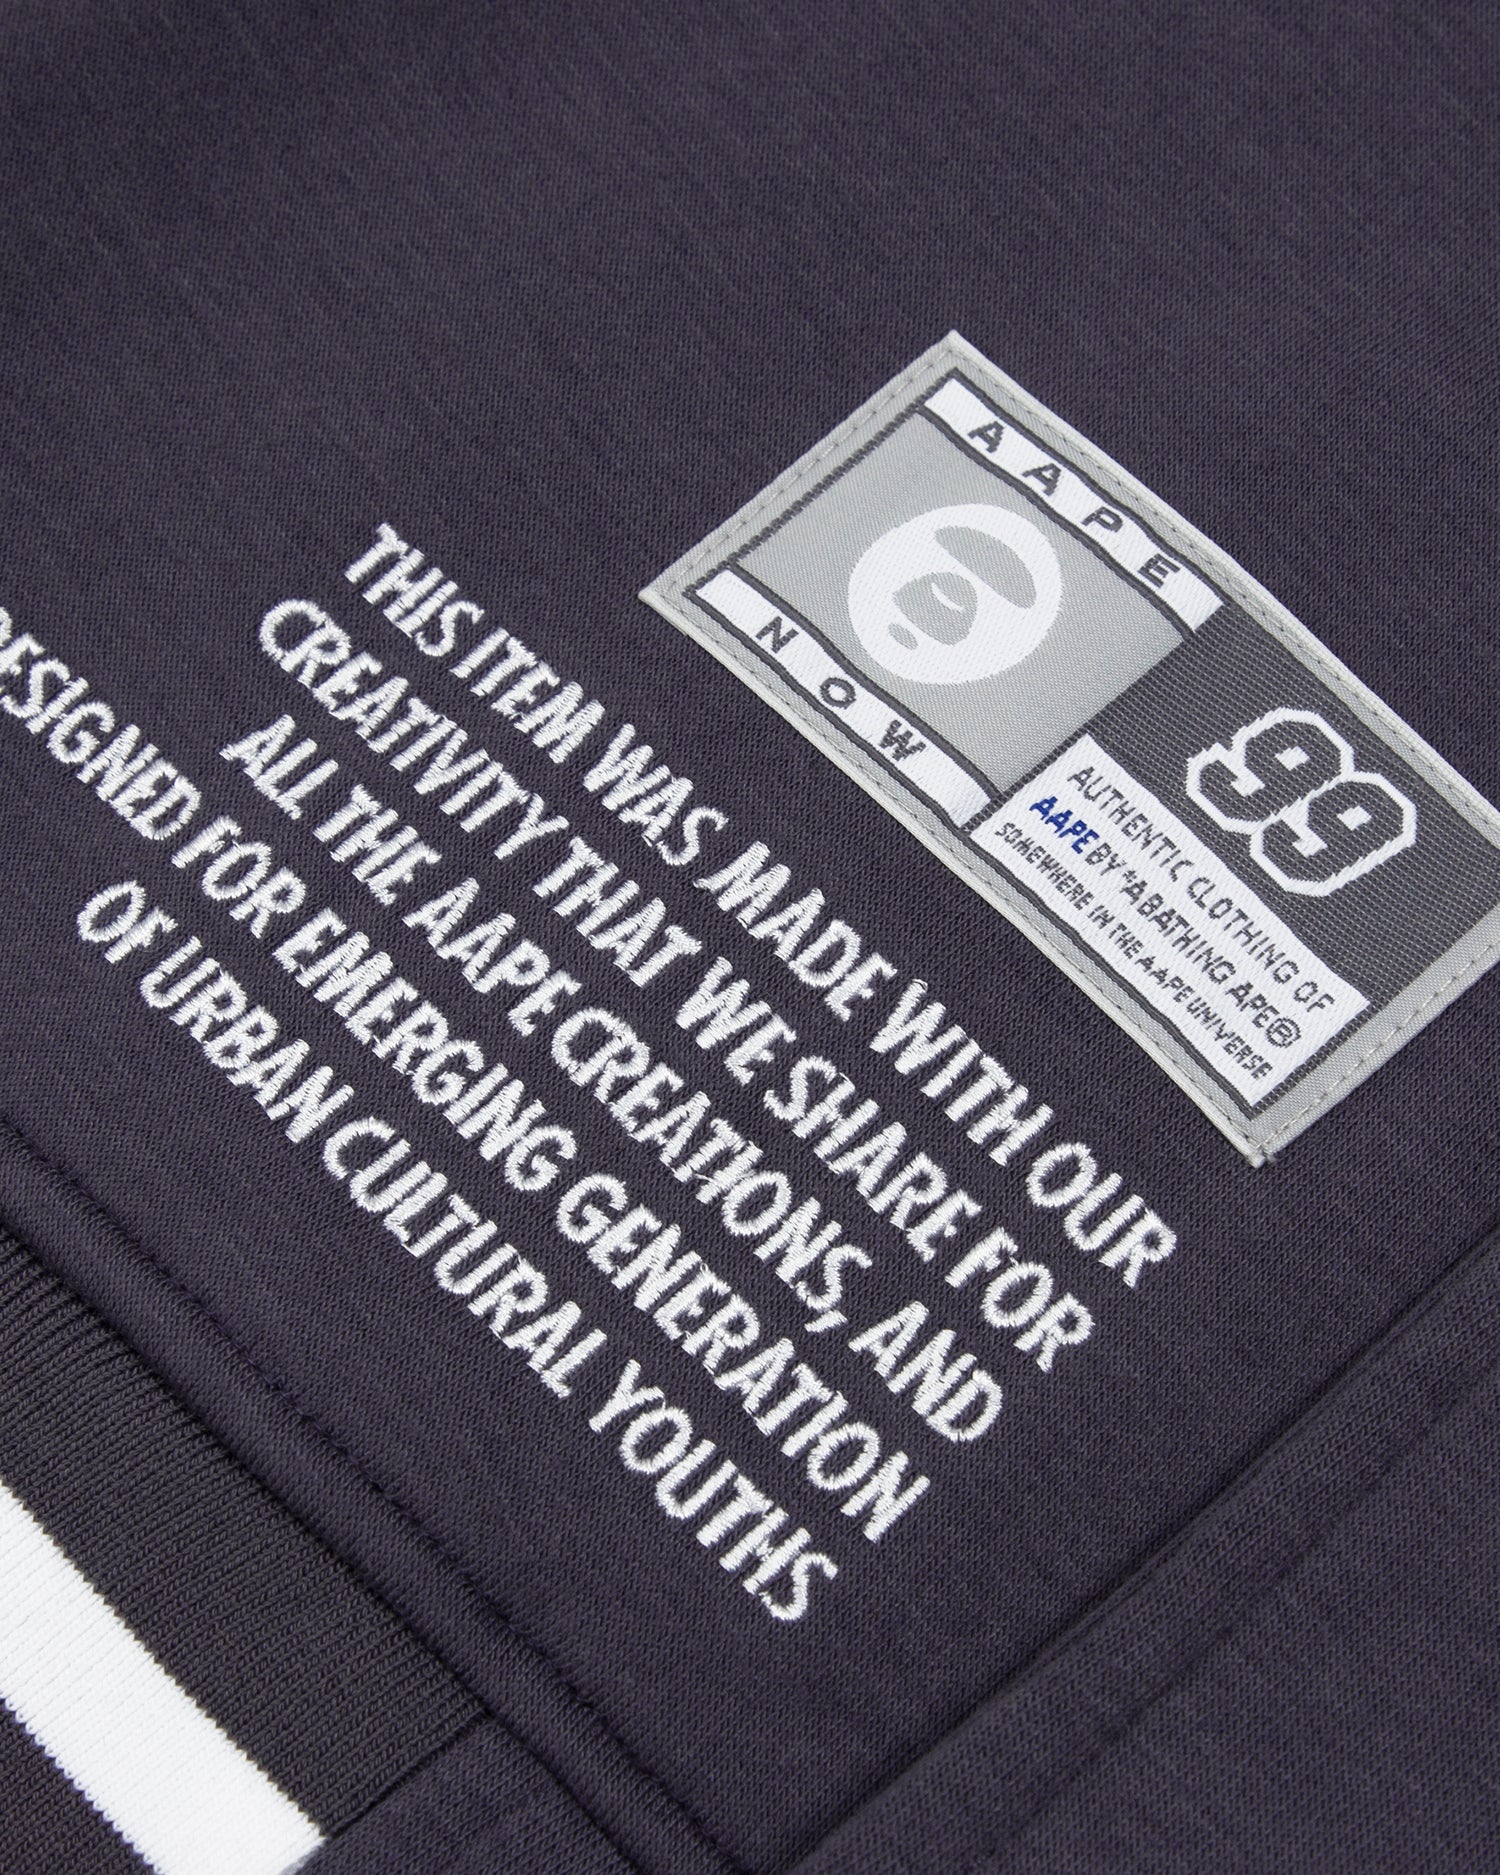 AAPE
NOW
99
AUTHENTIC CLOTHING OF
AAPE BY *A BATHING APE®
SOMEWHERE IN THE AAPE UNIVERSE
THIS ITEM WAS MADE WITH OUR
CREATIVITY THAT WE SHARE FOR
ALL THE AAPE CREATIONS, AND
DESIGNED FOR EMERGING GENERATION
OF URBAN CULTURAL YOUTHS